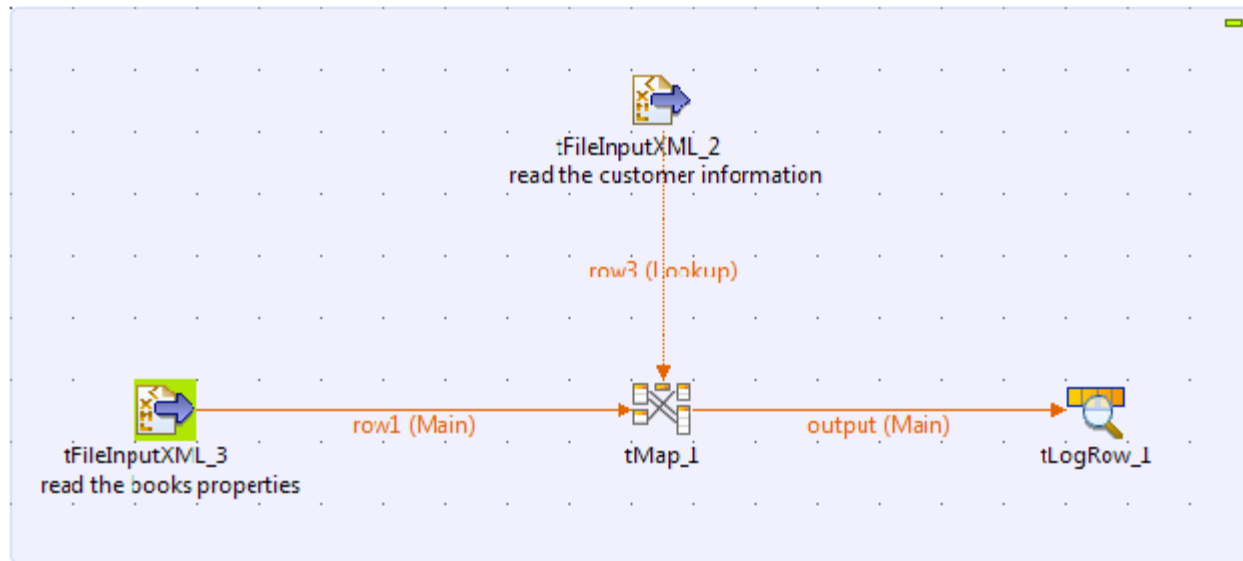 tFileInputXML_2
read the customer information
row3 (Lookup)
row1 (Main)
output (Main)
tFileInputXML_3
read the books properties
tMap_1
tLogRow_1